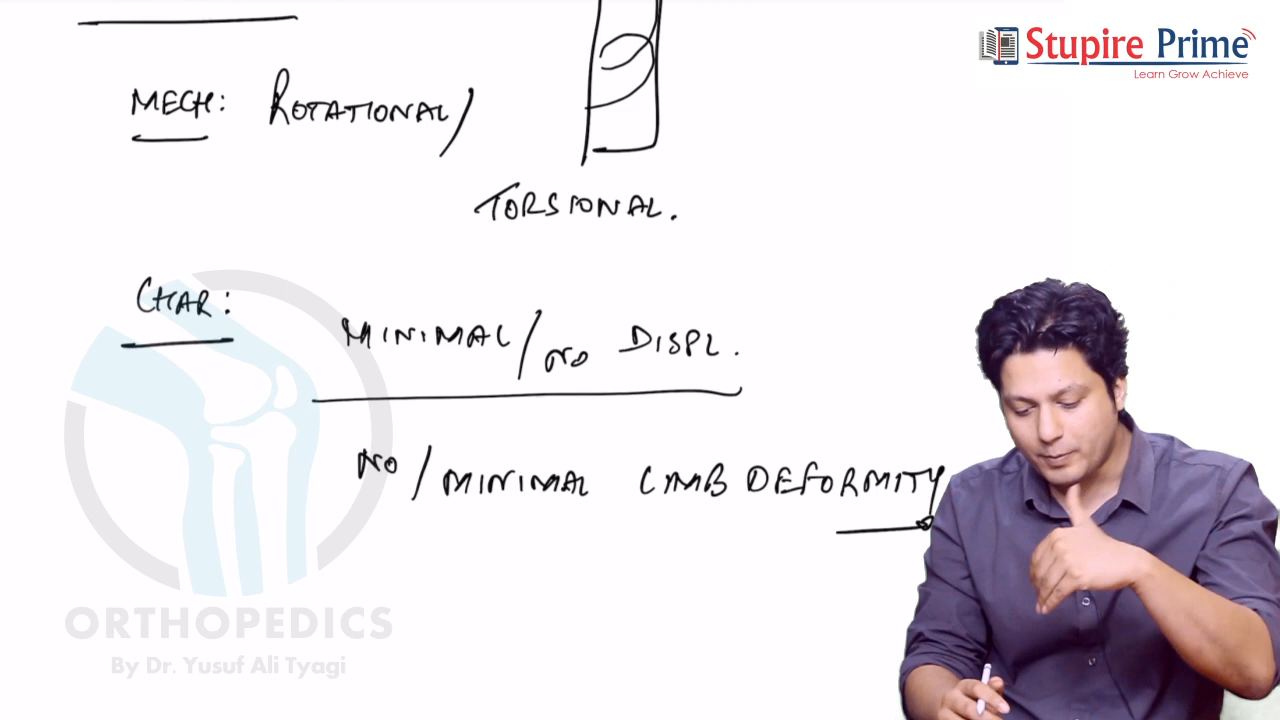 Stupire Prime
Learn Grow Achieve
MECH: ROTATIONAL/
TORSIONAL.
CHAR:
MINIMAL/NO DISPL.
NO/MINIMAL LIMB DEFORMITY
ORTHOPEDICS
By Dr. Yusuf Ali Tyagi